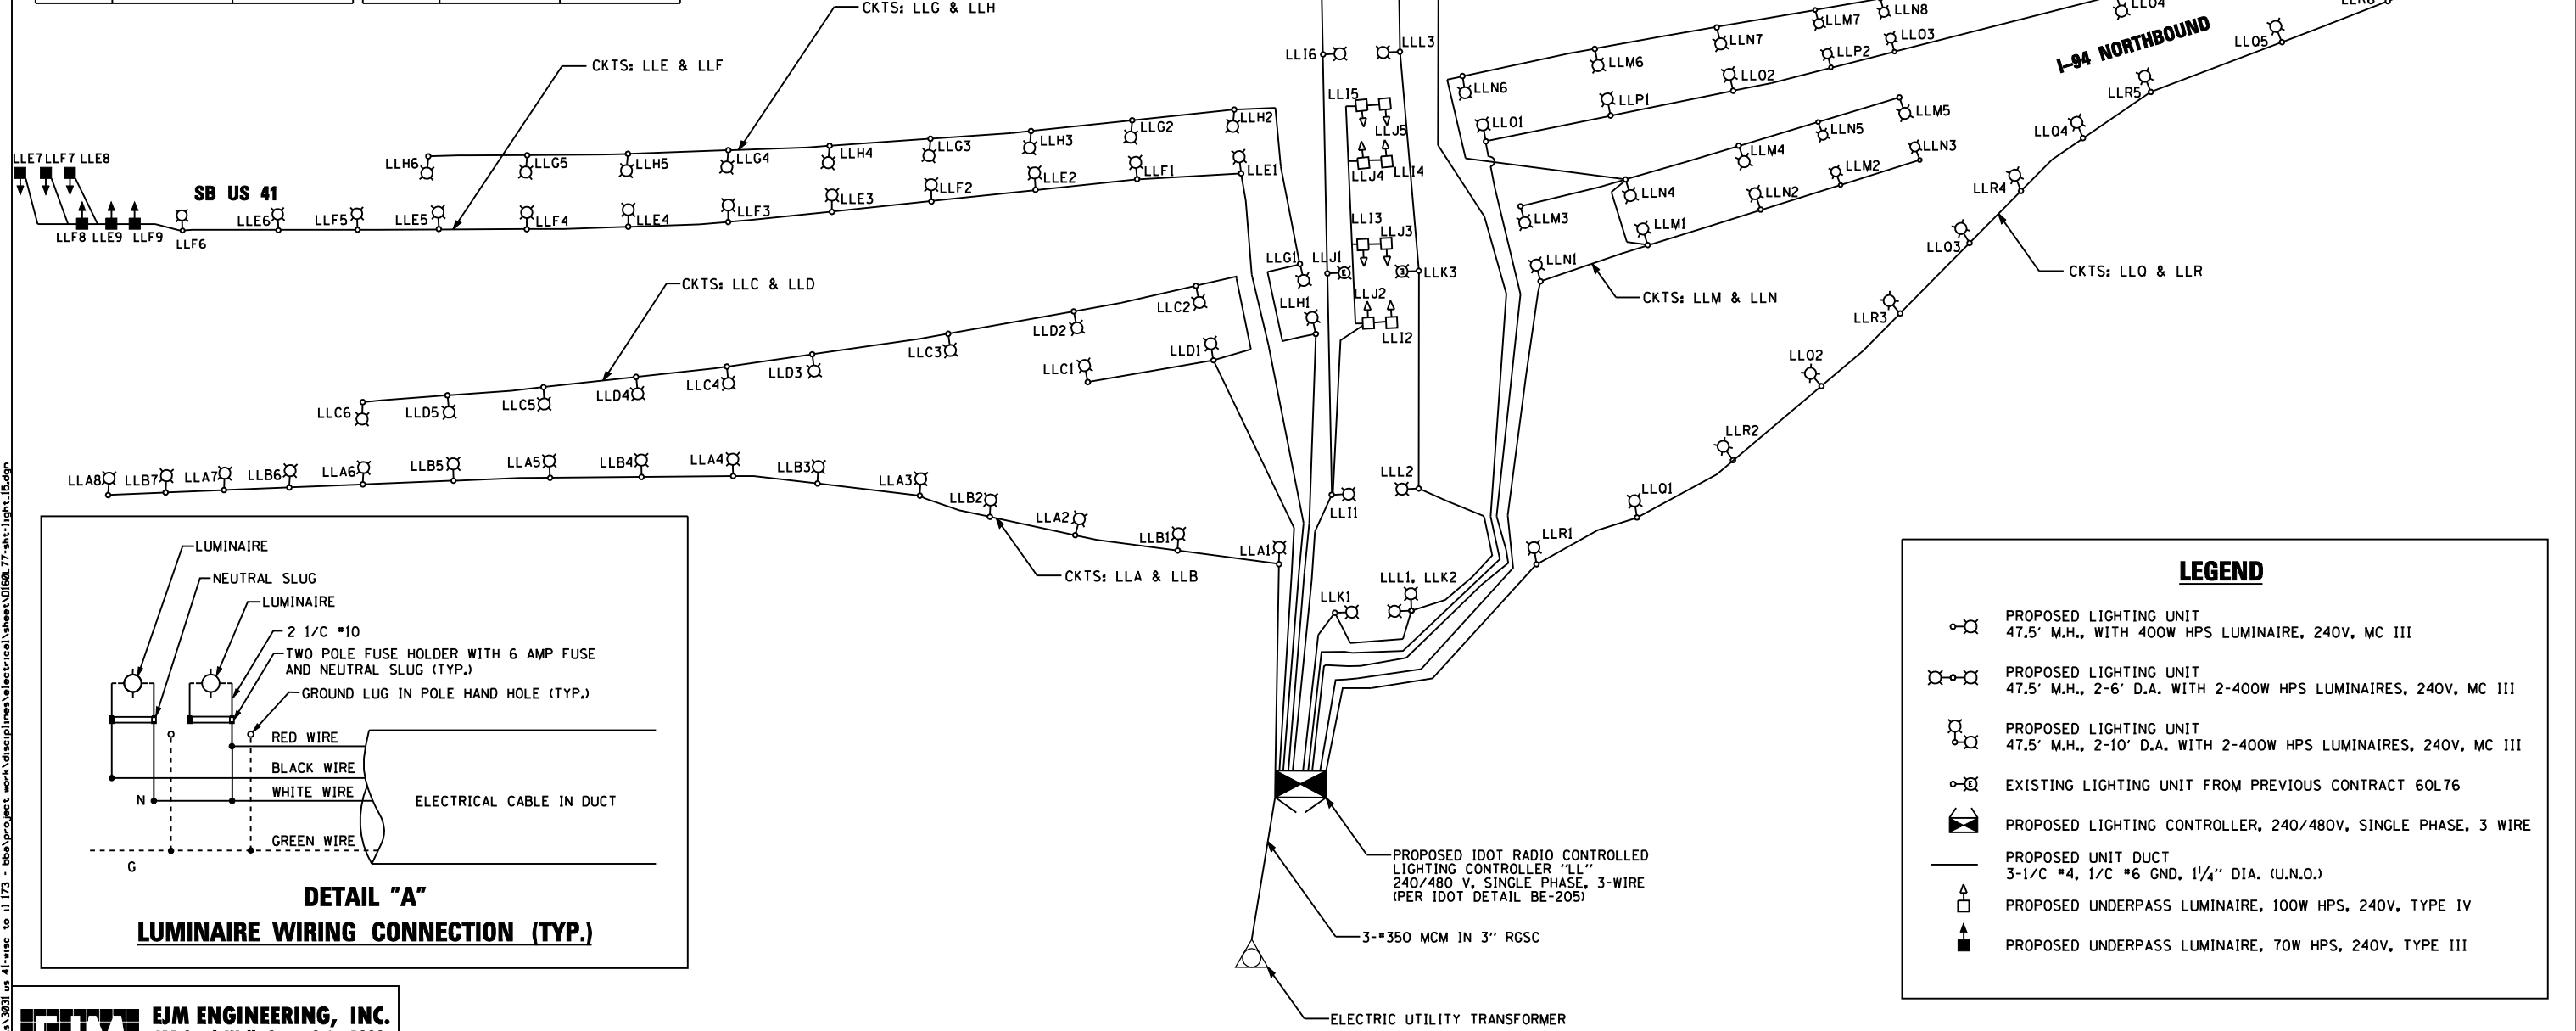 CKTS: LLG & LLH
CKTS: LLE & LLF
LLI6
LLL3
LLM7
LLN8
LLO4
LLN7
LLP2
LLO3
I-94 NORTHBOUND
LLO5
LLM6
LLN6
LLO2
LLP1
LLR5
LLI5
LLJ5
LLO1
LLM5
LLN5
LLO4
LLH2
LLG2
LLH3
LLG3
LLH4
LLG4
LLH5
LLG5
LLH6
LLE7 LLF7 LLE8
SB US 41
LLE1
LLF1
LLE2
LLF2
LLE3
LLF3
LLE4
LLF4
LLE5
LLF5
LLE6
LLF6
LLF8 LLE9 LLF9
LLJ4 LLI4
LLM4
LLN3
LLM2
LLN2
LLN4
LLM3
LLM1
LLR4
LLI3
LLJ3
LLO3
LLG1
LLJ1
LLK3
LLN1
CKTS: LLM & LLN
CKTS: LLO & LLR
CKTS: LLC & LLD
LLC2
LLH1
LLJ2
LLI2
LLR3
LLD2
LLC3
LLD1
LLC1
LLD3
LLC4
LLD4
LLC5
LLD5
LLC6
LLO2
LLR2
LLA8 LLB7 LLA7 LLB6 LLA6 LLB5 LLA5 LLB4 LLA4 LLB3
LLA3
LLB2
LLA2
LLB1
LLA1
LLI1
LLL2
LLO1
LLR1
CKTS: LLA & LLB
LLK1
LLL1, LLK2
LUMINAIRE
NEUTRAL SLUG
LUMINAIRE
2 1/C #10
TWO POLE FUSE HOLDER WITH 6 AMP FUSE
AND NEUTRAL SLUG (TYP.)
GROUND LUG IN POLE HAND HOLE (TYP.)
RED WIRE
BLACK WIRE
N
WHITE WIRE
ELECTRICAL CABLE IN DUCT
GREEN WIRE
G
DETAIL "A"
LUMINAIRE WIRING CONNECTION (TYP.)
PROPOSED IDOT RADIO CONTROLLED
LIGHTING CONTROLLER "LL"
240/480 V, SINGLE PHASE, 3-WIRE
(PER IDOT DETAIL BE-205)
3-#350 MCM IN 3" RGSC
ELECTRIC UTILITY TRANSFORMER
LEGEND
PROPOSED LIGHTING UNIT
47.5' M.H., WITH 400W HPS LUMINAIRE, 240V, MC III
PROPOSED LIGHTING UNIT
47.5' M.H., 2-6' D.A. WITH 2-400W HPS LUMINAIRES, 240V, MC III
PROPOSED LIGHTING UNIT
47.5' M.H., 2-10' D.A. WITH 2-400W HPS LUMINAIRES, 240V, MC III
EXISTING LIGHTING UNIT FROM PREVIOUS CONTRACT 60L76
PROPOSED LIGHTING CONTROLLER, 240/480V, SINGLE PHASE, 3 WIRE
PROPOSED UNIT DUCT
3-1/C #4, 1/C #6 GND, 1 1/4" DIA. (U.N.O.)
PROPOSED UNDERPASS LUMINAIRE, 100W HPS, 240V, TYPE IV
PROPOSED UNDERPASS LUMINAIRE, 70W HPS, 240V, TYPE III
EJM ENGINEERING, INC.